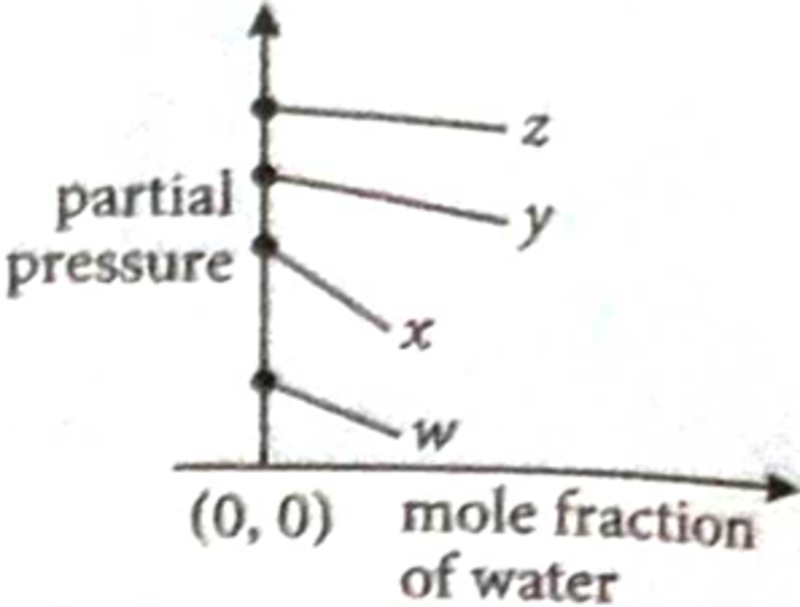 z
partial
pressure
y
x
w
(0, 0)
mole fraction
of water